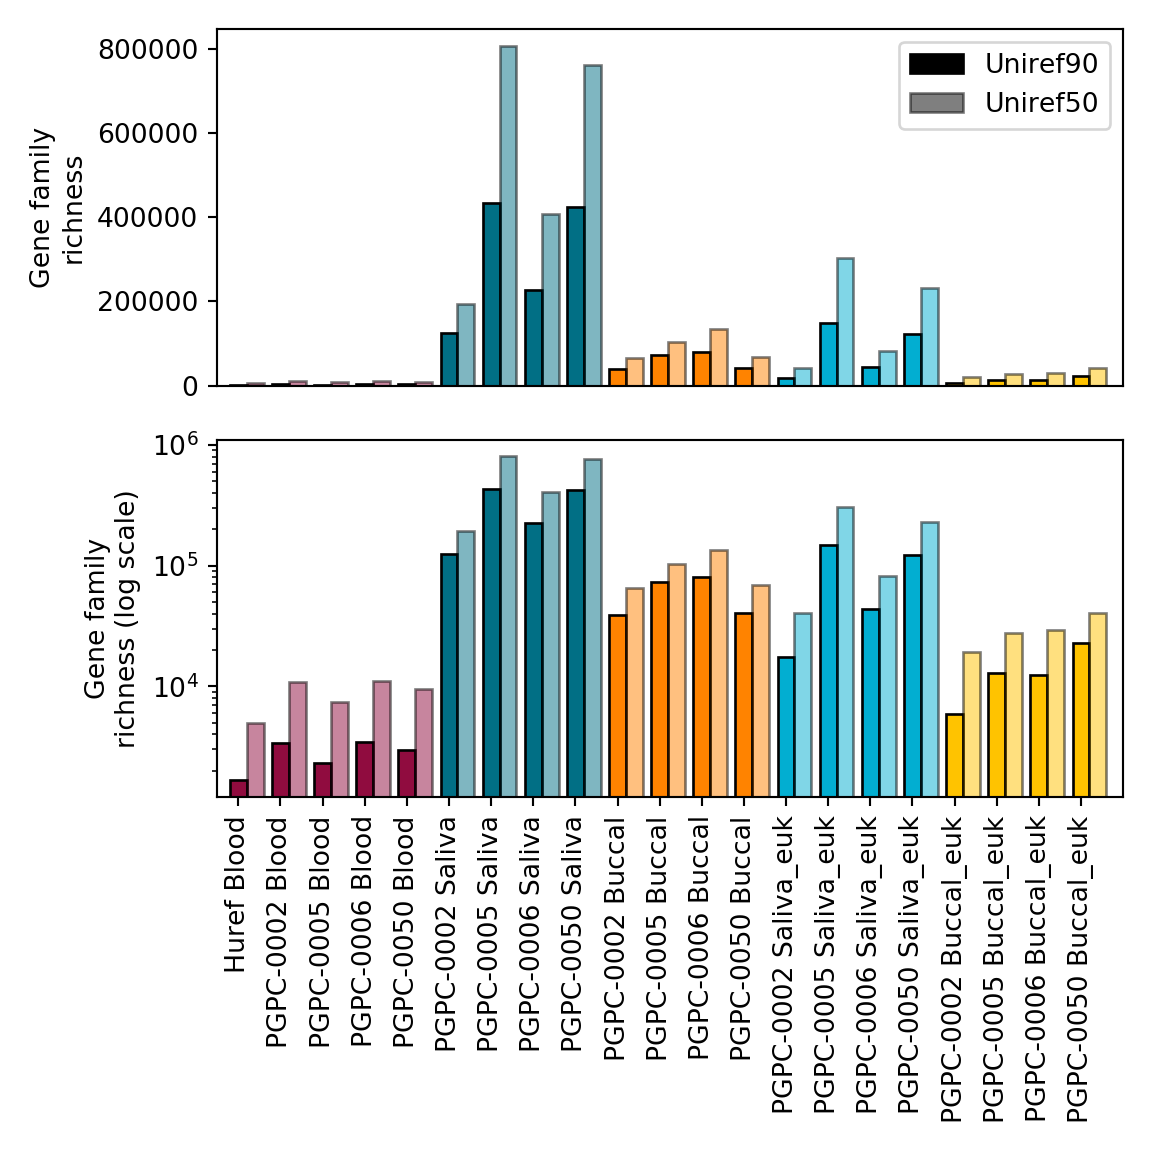 800000
600000
400000
200000
0
Gene family
richness
Uniref90
Uniref50
10^6
10^5
10^4
Gene family
richness (log scale)
Huref Blood
PGPC-0002 Blood
PGPC-0005 Blood
PGPC-0006 Blood
PGPC-0050 Blood
PGPC-0002 Saliva
PGPC-0005 Saliva
PGPC-0006 Saliva
PGPC-0050 Saliva
PGPC-0002 Buccal
PGPC-0005 Buccal
PGPC-0006 Buccal
PGPC-0050 Buccal
PGPC-0002 Saliva_euk
PGPC-0005 Saliva_euk
PGPC-0006 Saliva_euk
PGPC-0050 Saliva_euk
PGPC-0002 Buccal_euk
PGPC-0005 Buccal_euk
PGPC-0006 Buccal_euk
PGPC-0050 Buccal_euk